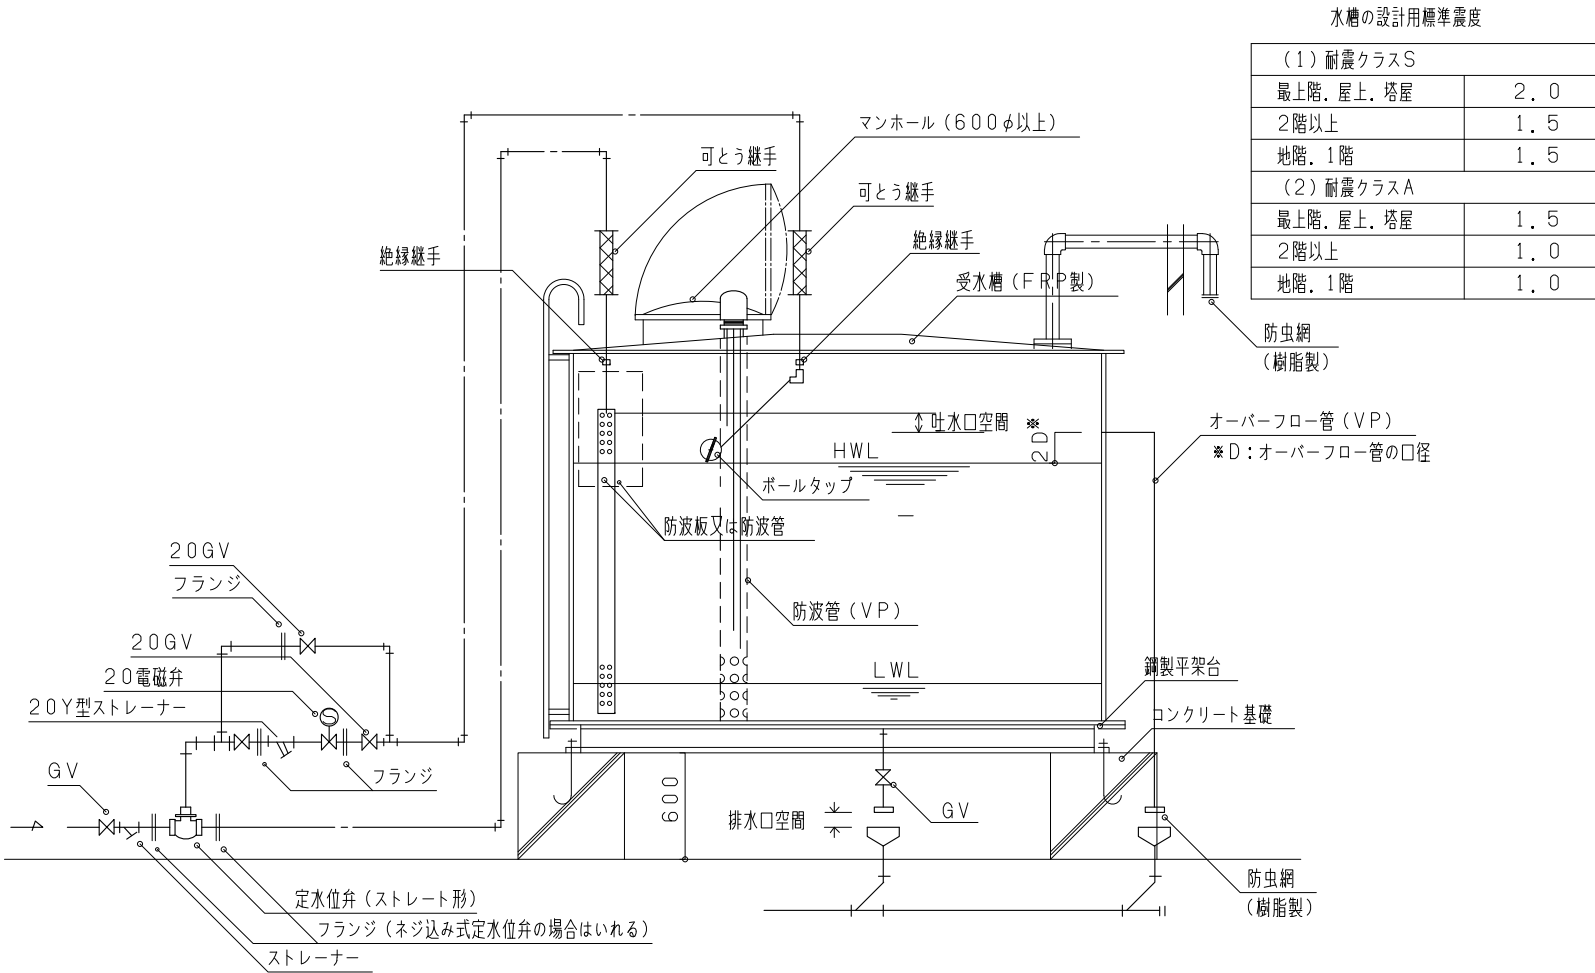 水槽の設計用標準震度
(1)耐震クラスS
最上階．屋上．塔屋 2．0
2階以上 1．5
地階．1階 1．5
(2)耐震クラスA
最上階．屋上．塔屋 1．5
2階以上 1．0
地階．1階 1．0
マンホール(600φ以上)
可とう継手
可とう継手
絶縁継手
絶縁継手
受水槽(FRP製)
防虫網
(樹脂製)
吐水口空間 ※
2D
オーバーフロー管(VP)
※D：オーバーフロー管の口径
HWL
ボールタップ
防波板又は防波管
20GV
フランジ
防波管(VP)
20GV
20電磁弁
20Y型ストレーナー
LWL
鋼製平架台
コンクリート基礎
GV
フランジ
600
排水口空間
GV
防虫網
(樹脂製)
定水位弁(ストレート形)
フランジ(ネジ込み式定水位弁の場合はいれる)
ストレーナー